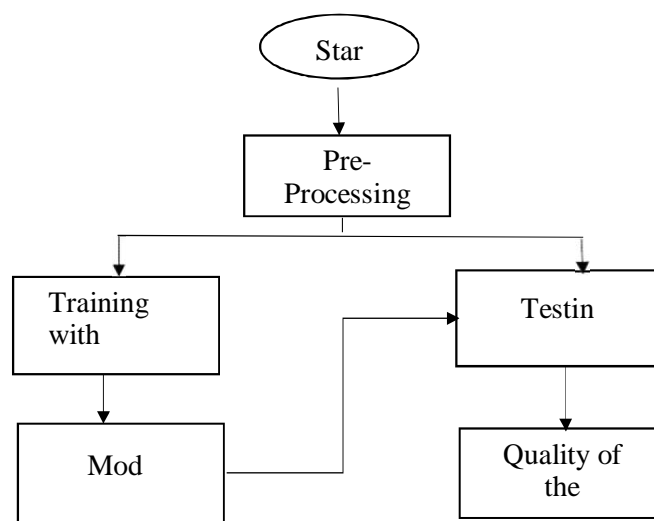 Star
Pre-
Processing
Training
with
Testin
Mod
Quality of
the